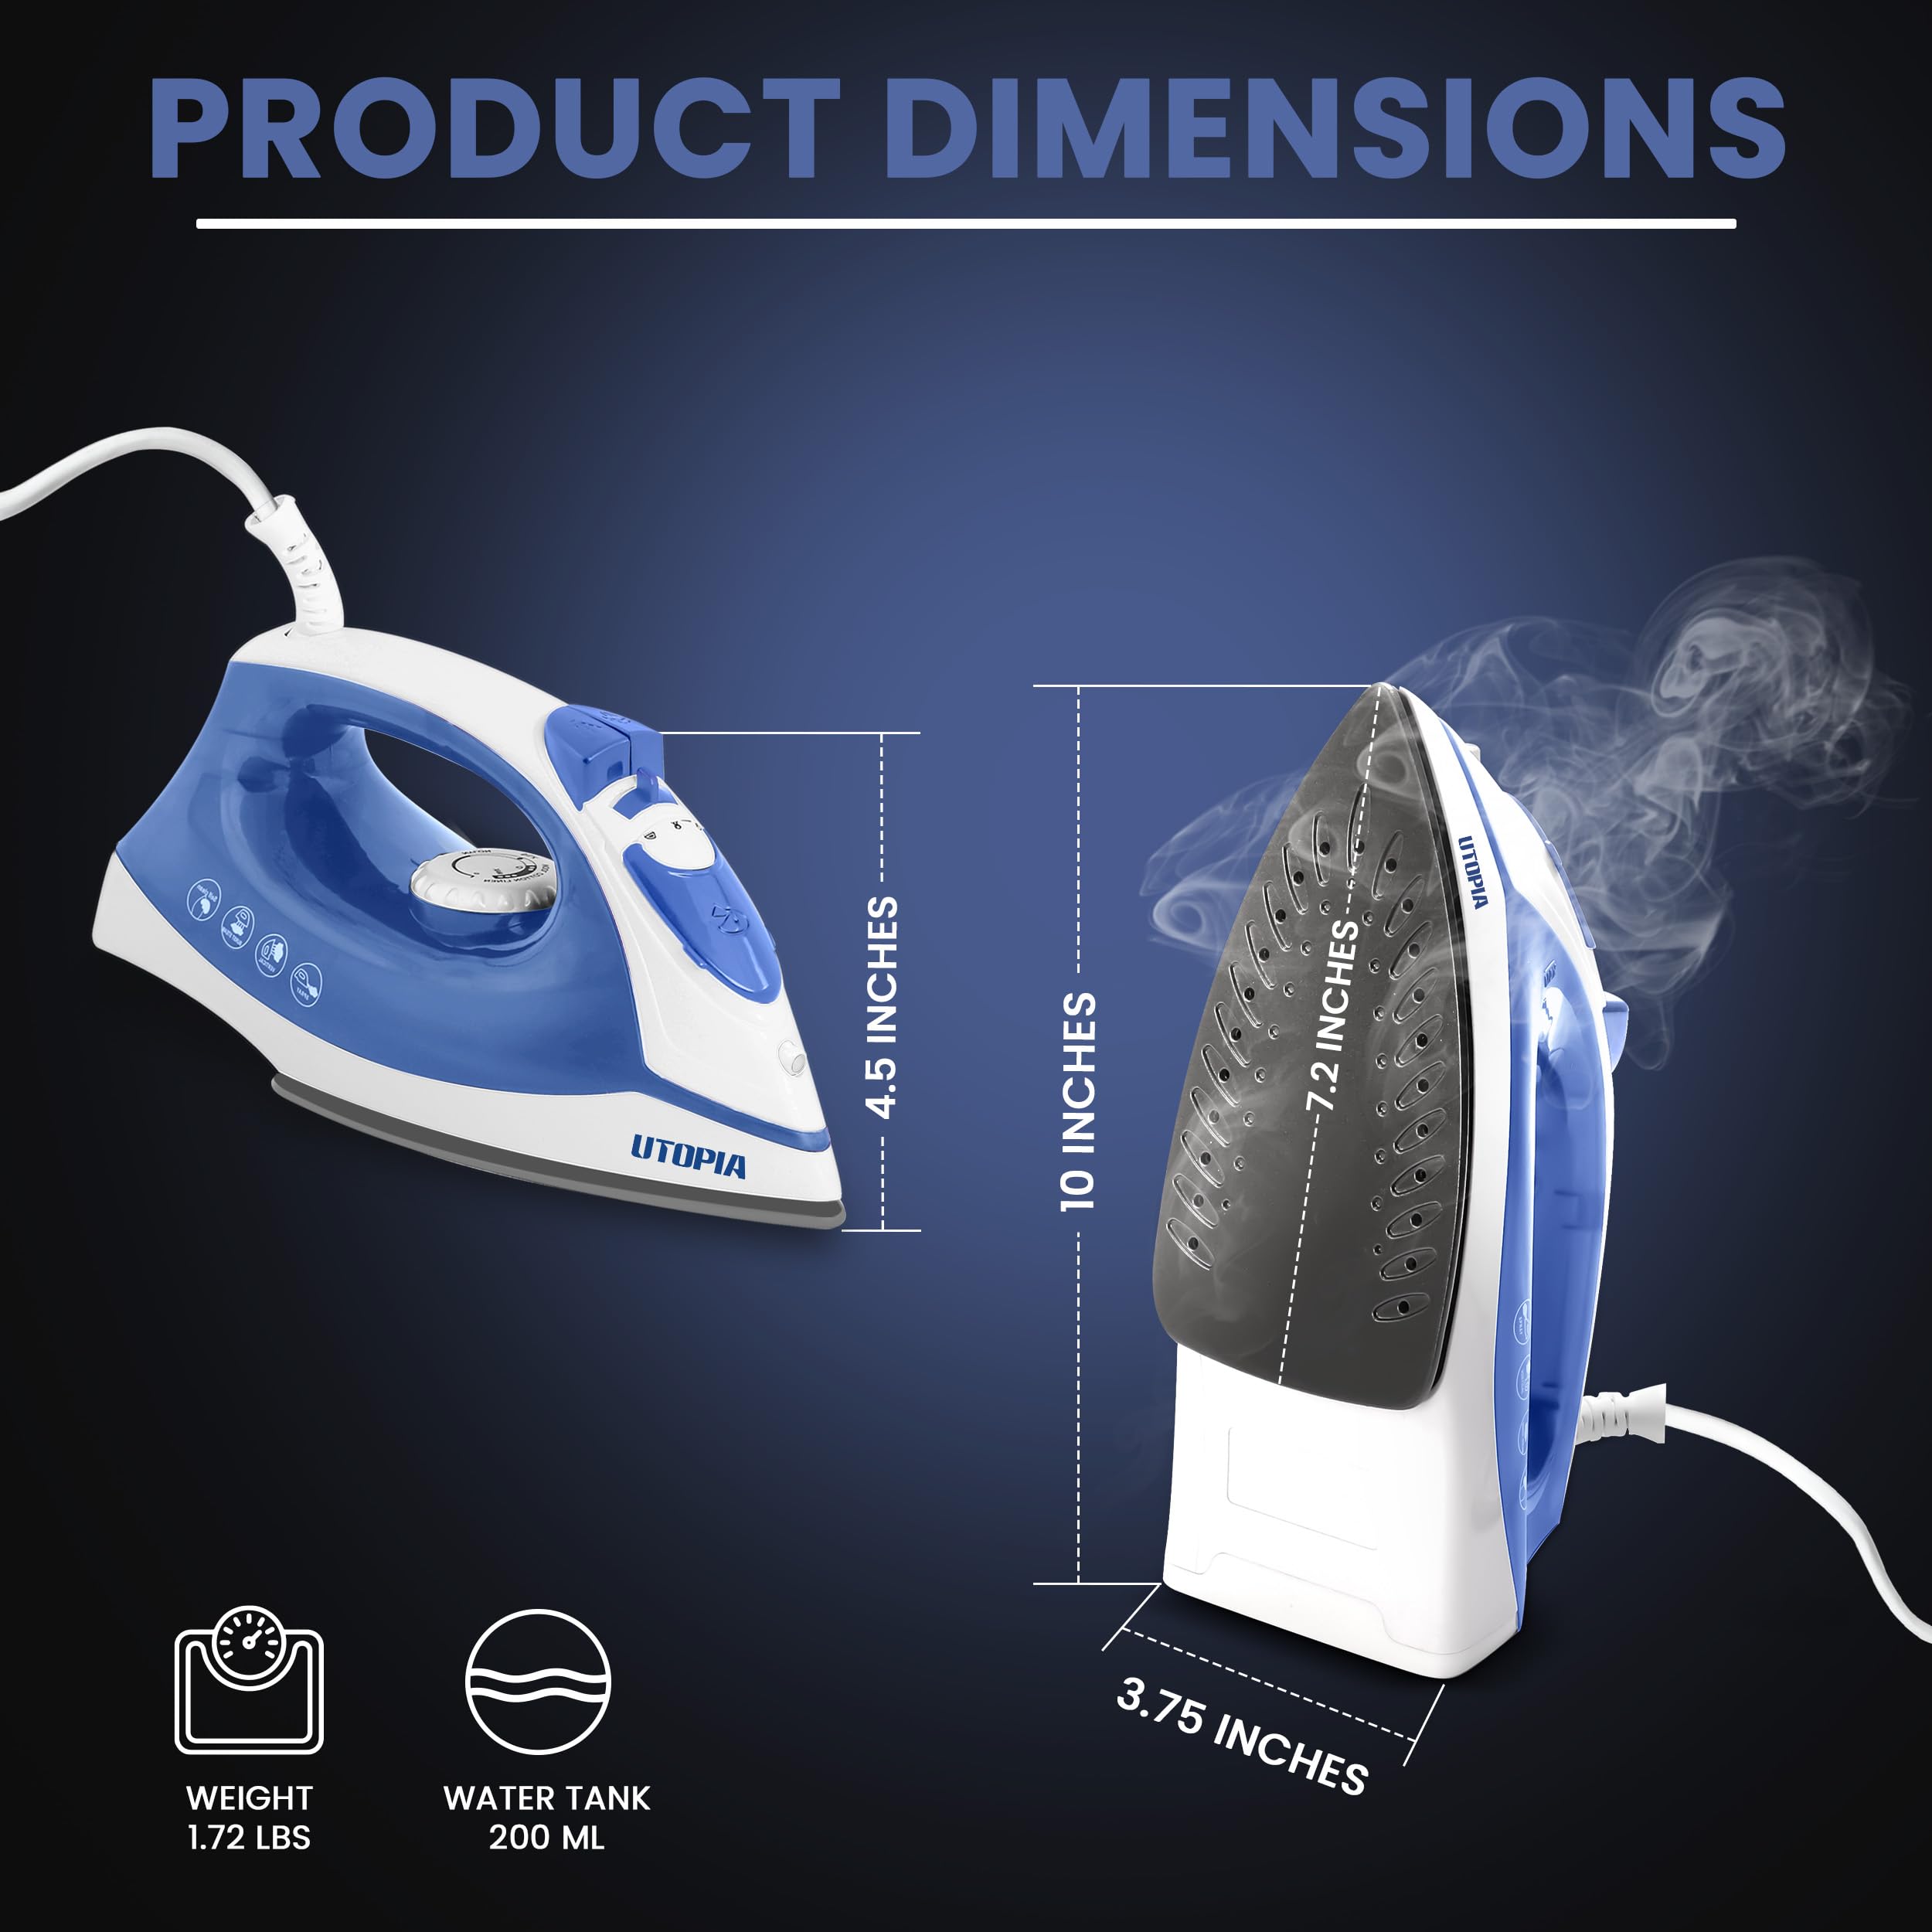 PRODUCT DIMENSIONS
4.5 INCHES
10 INCHES
7.2 INCHES
UTOPIA
UTOPIA
3.75 INCHES
WEIGHT
1.72 LBS
WATER TANK
200 ML